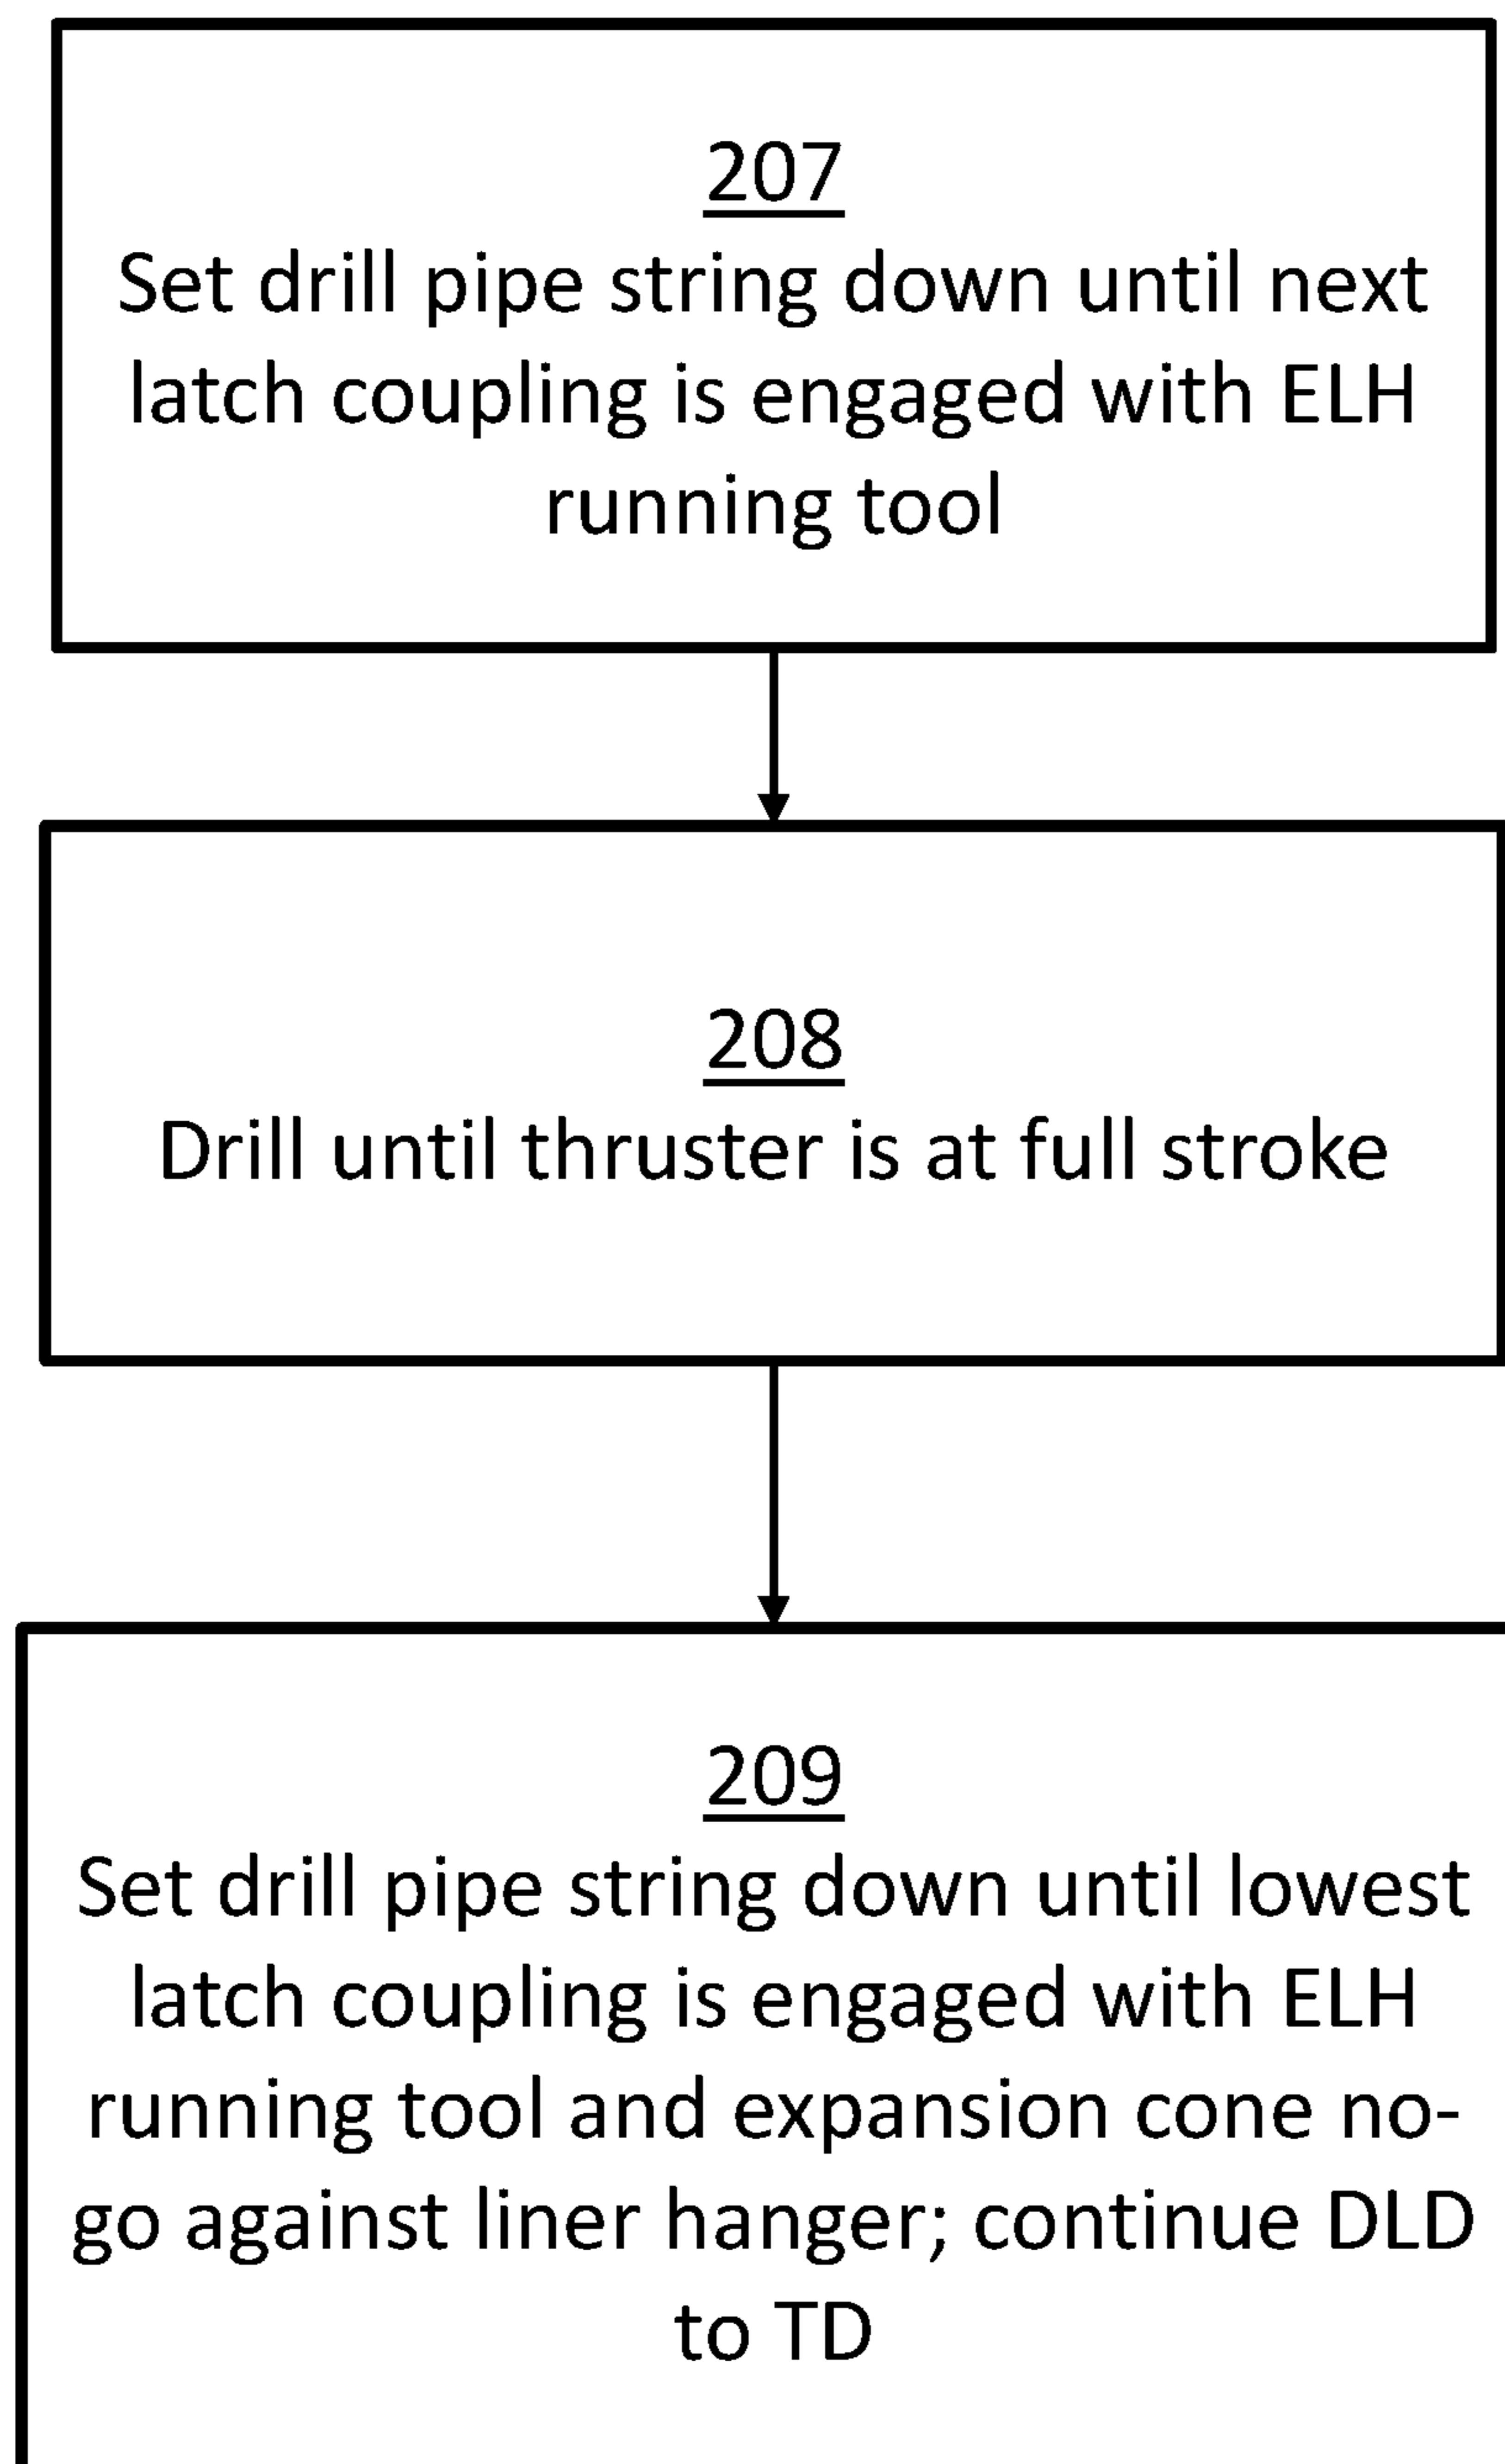 207
Set drill pipe string down until next
latch coupling is engaged with ELH
running tool
208
Drill until thruster is at full stroke
209
Set drill pipe string down until lowest
latch coupling is engaged with ELH
running tool and expansion cone no-
go against liner hanger; continue DLD
to TD